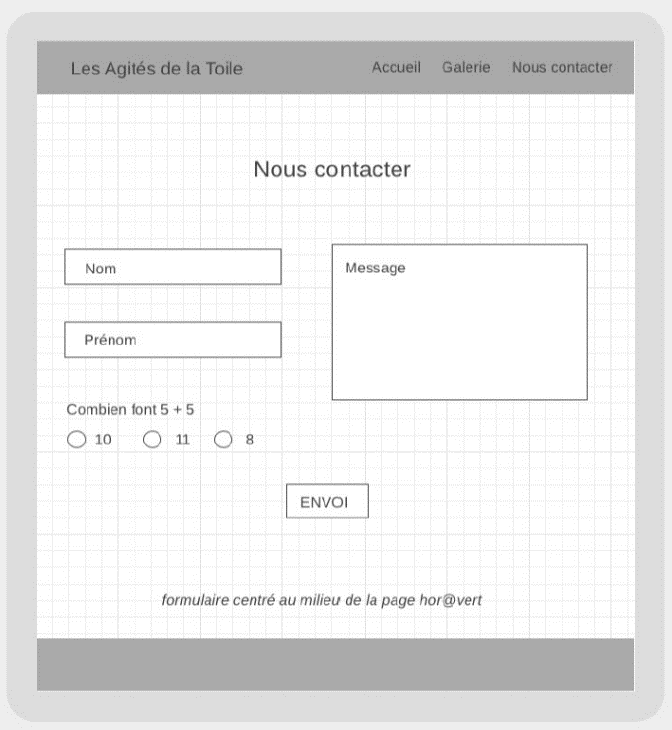 Les Agités de la Toile
Accueil Galerie Nous contacter
Nous contacter
Nom
Prénom
Message
Combien font 5 + 5
10 11 8
ENVOI
formulaire centré au milieu de la page hor@vert